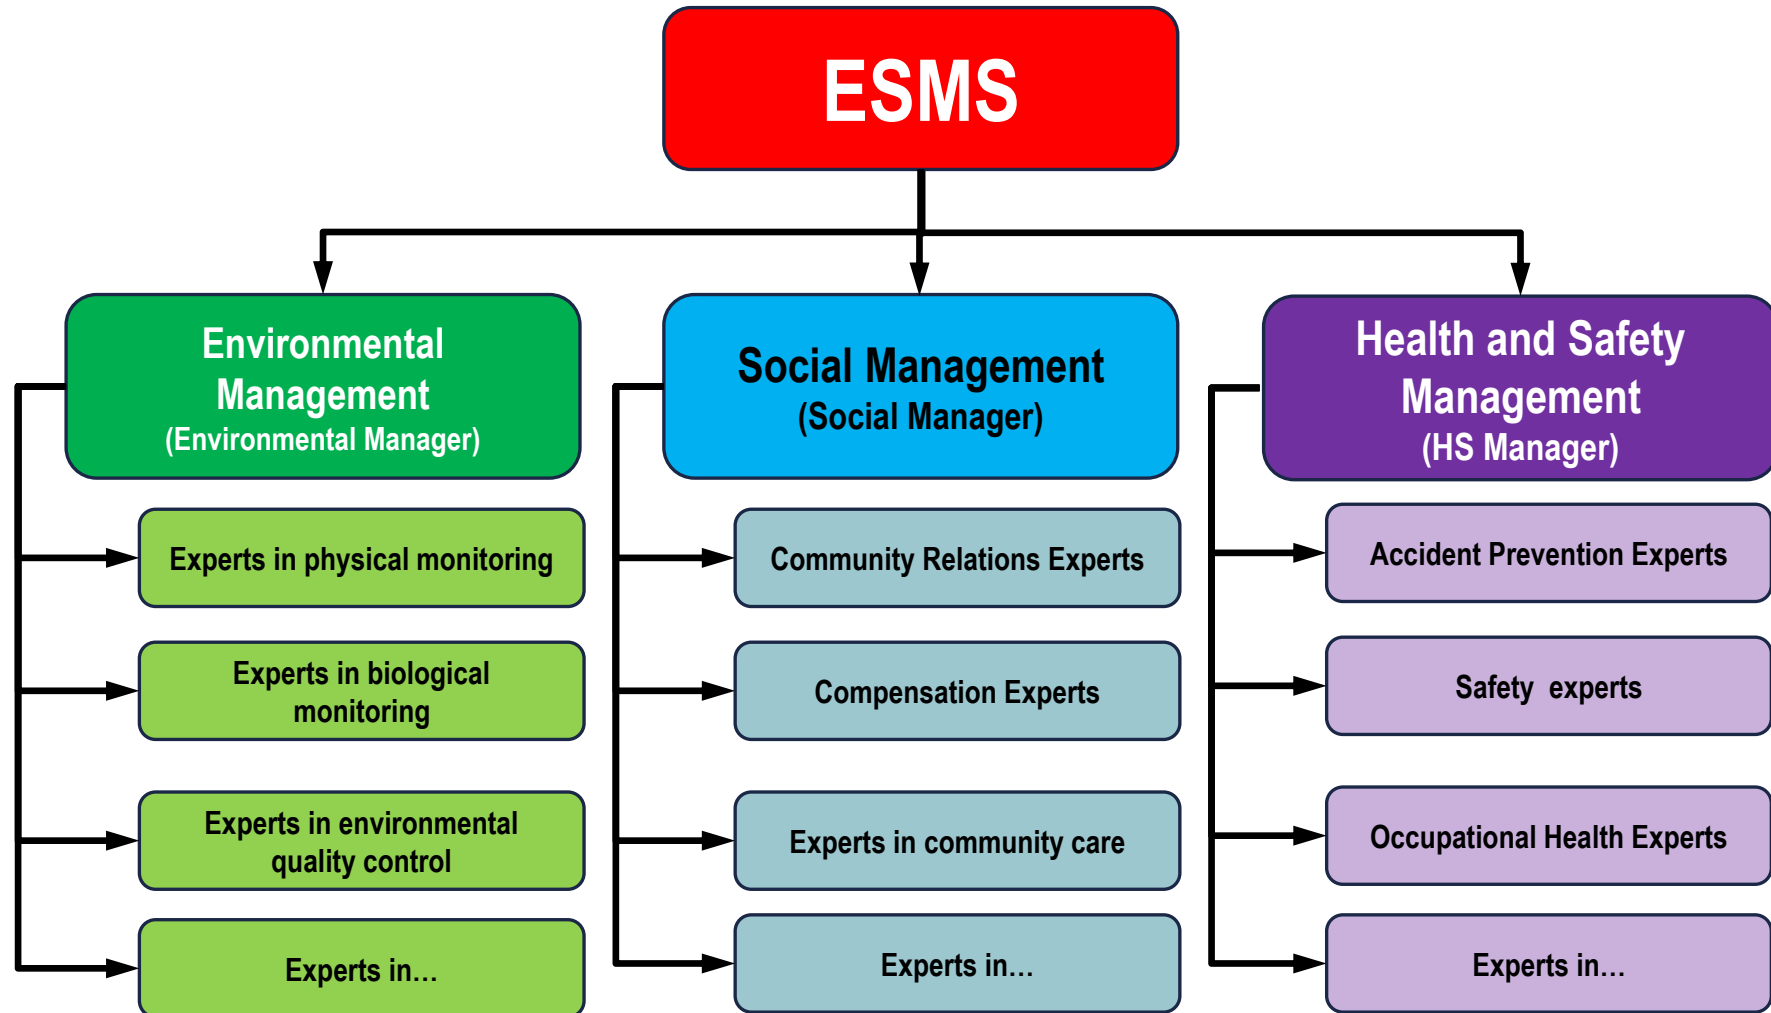 ESMS
Environmental
Management
(Environmental Manager)
Experts in physical monitoring
Experts in biological
monitoring
Experts in environmental
quality control
Experts in…
Social Management
(Social Manager)
Community Relations Experts
Compensation Experts
Experts in community care
Experts in…
Health and Safety
Management
(HS Manager)
Accident Prevention Experts
Safety  experts
Occupational Health Experts
Experts in…